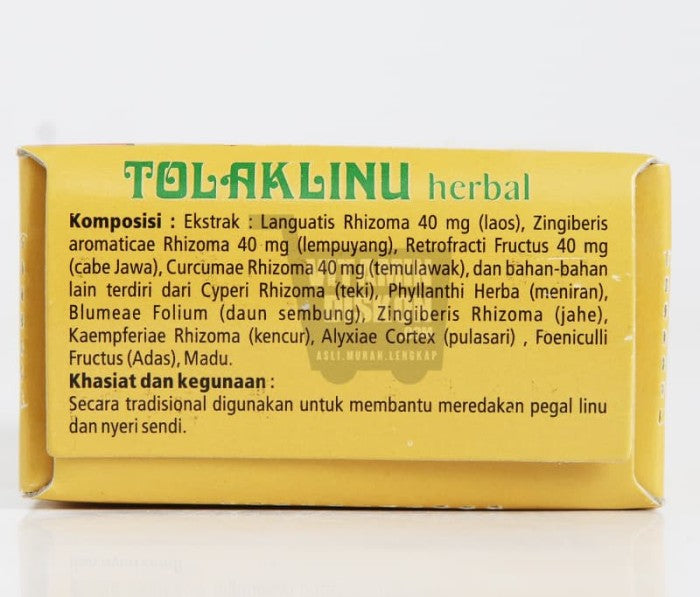 TOLAKLINU herbal
Komposisi : Ekstrak : Languatis Rhizoma 40 mg (laos), Zingiberis
aromaticae Rhizoma 40 mg (lempuyang), Retrofracti Fructus 40 mg
(cabe Jawa), Curcumae Rhizoma 40 mg (temulawak), dan bahan-bahan
lain terdiri dari Cyperi Rhizoma (teki), Phyllanthi Herba (meniran),
Blumeae Folium (daun sembung), Zingiberis Rhizoma (jahe),
Kaempferiae Rhizoma (kencur), Alyxiae Cortex (pulasari) , Foeniculli
Fructus (Adas), Madu.
ASLI.MURAH.LENGKAP
Khasiat dan kegunaan :
Secara tradisional digunakan untuk membantu meredakan pegal linu
dan nyeri sendi.